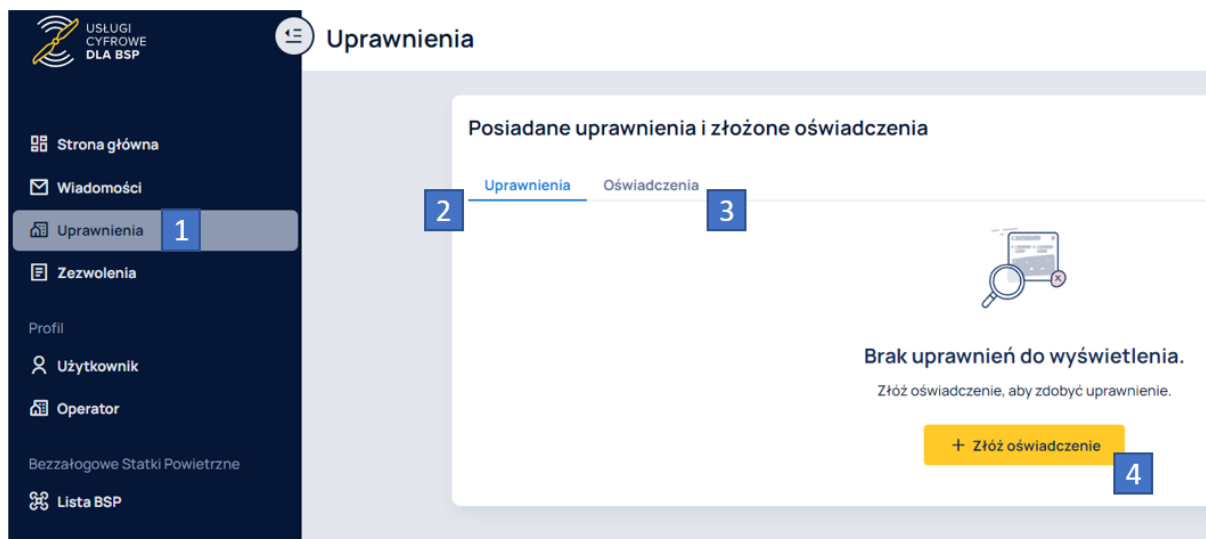 USŁUGI
CYFROWE
DLA BSP
Uprawnienia
Strona główna
Wiadomości
Uprawnienia
1
Zezwolenia
Profil
Użytkownik
Operator
Bezzałogowe Statki Powietrzne
Lista BSP
Posiadane uprawnienia i złożone oświadczenia
Uprawnienia Oświadczenia
2 3
Brak uprawnień do wyświetlenia.
Złóż oświadczenie, aby zdobyć uprawnienie.
+ Złóż oświadczenie
4